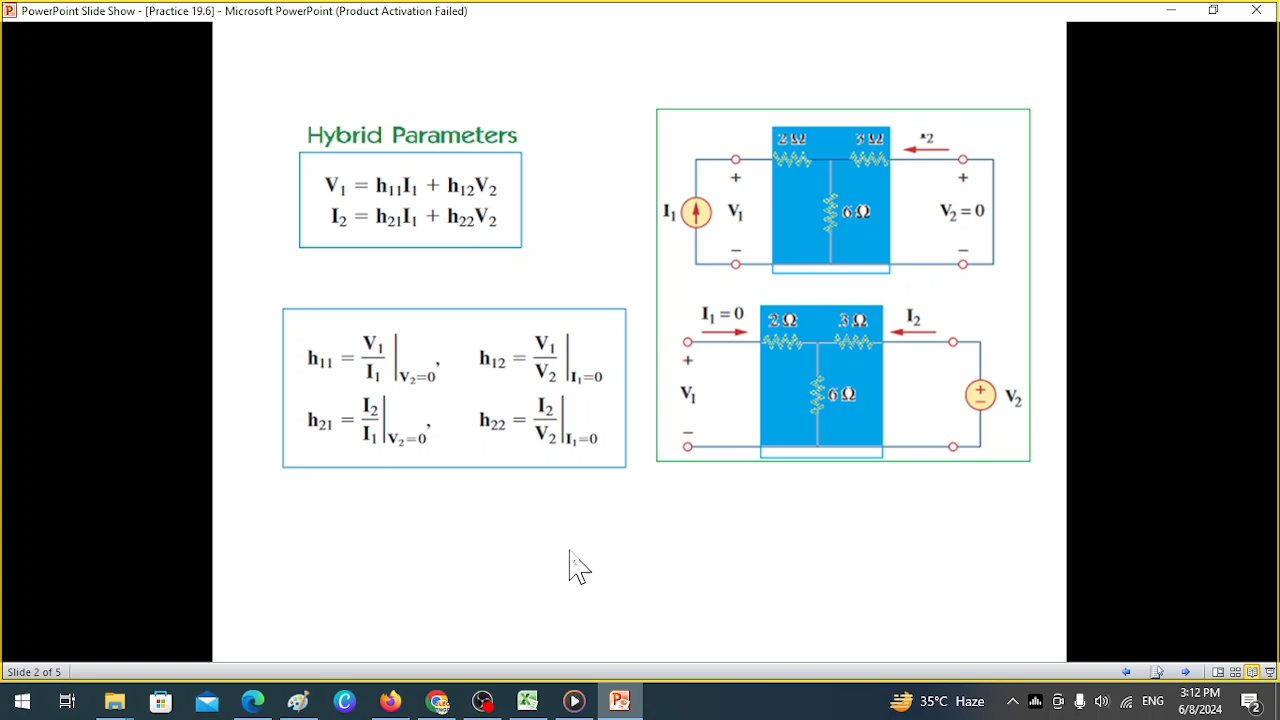 PowerPoint Slide Show - [Practice 19.6] - Microsoft PowerPoint (Product Activation Failed)
Hybrid Parameters
V₁ = h₁₁I₁ + h₁₂V₂
I₂ = h₂₁I₁ + h₂₂V₂
h₁₁ = V₁/I₁ |V₂=0, h₁₂ = V₁/V₂ |I₁=0
h₂₁ = I₂/I₁ |V₂=0, h₂₂ = I₂/V₂ |I₁=0
2 Ω 3 Ω
+ +
I₁ V₁ 6 Ω V₂ = 0
− −
I₁ = 0 2 Ω 3 Ω I₂
+
V₁ 6 Ω + − V₂
−
Slide 2 of 5
35°C Haze ENG 3:12 PM
6/8/2024 2